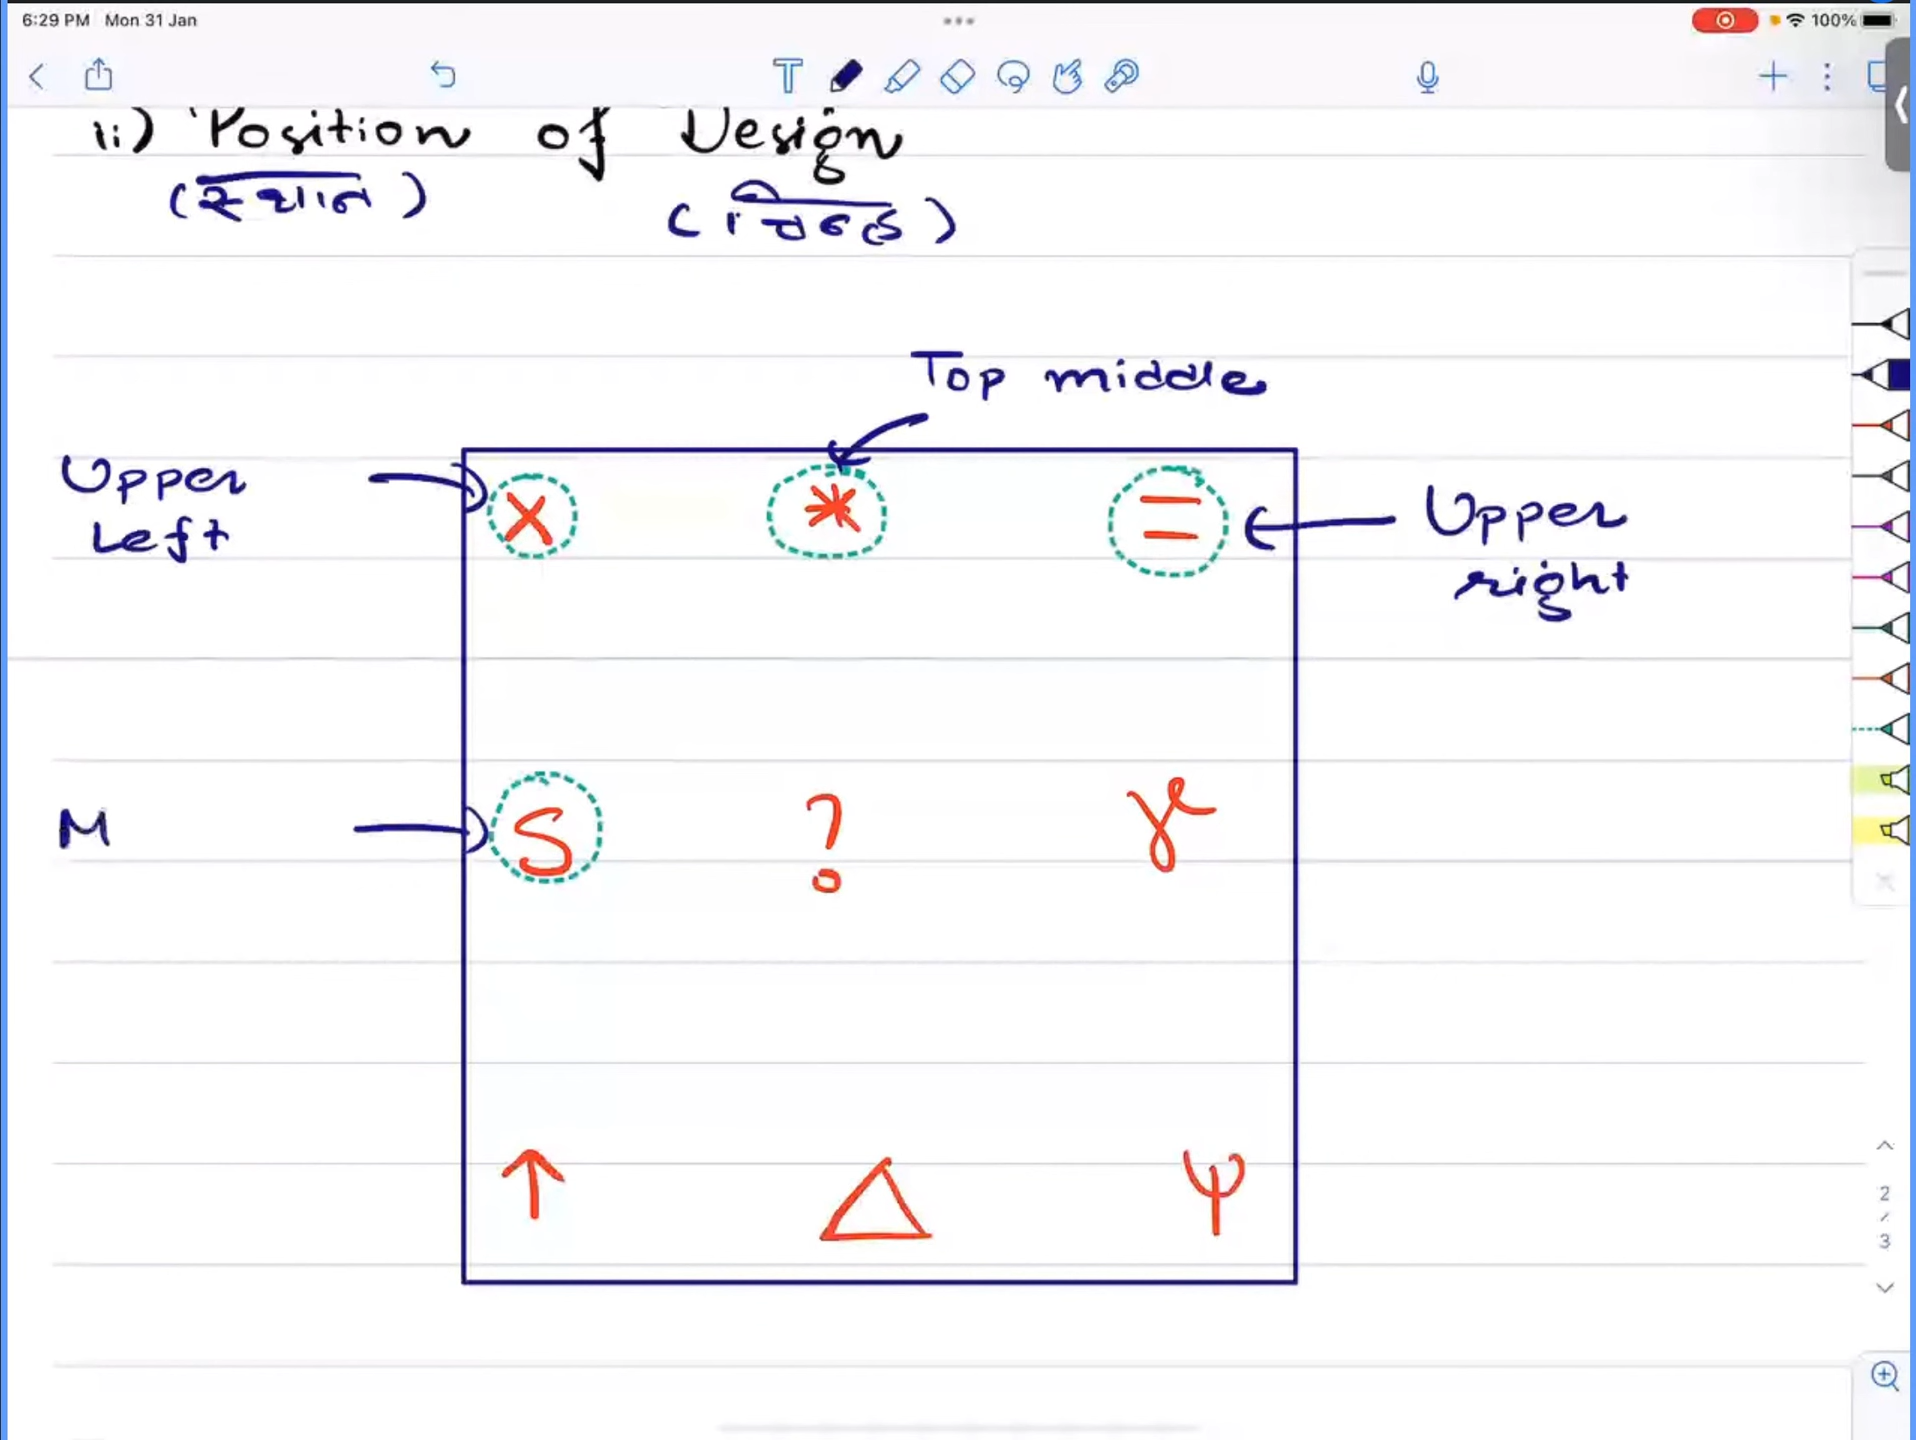 6:29 PM Mon 31 Jan
100%
ii) Position of Design
(स्थान)
Top middle
Upper
Left
x * =
Upper
right
M
S ? γ
↑ △ ψ
2
/
3